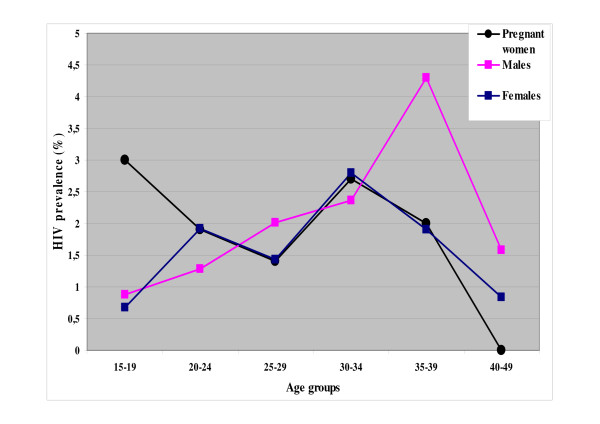 5
4,5
4
3,5
3
2,5
2
1,5
1
0,5
0
HIV prevalence (%)
15-19 20-24 25-29 30-34 35-39 40-49
Age groups
Pregnant
women
Males
Females